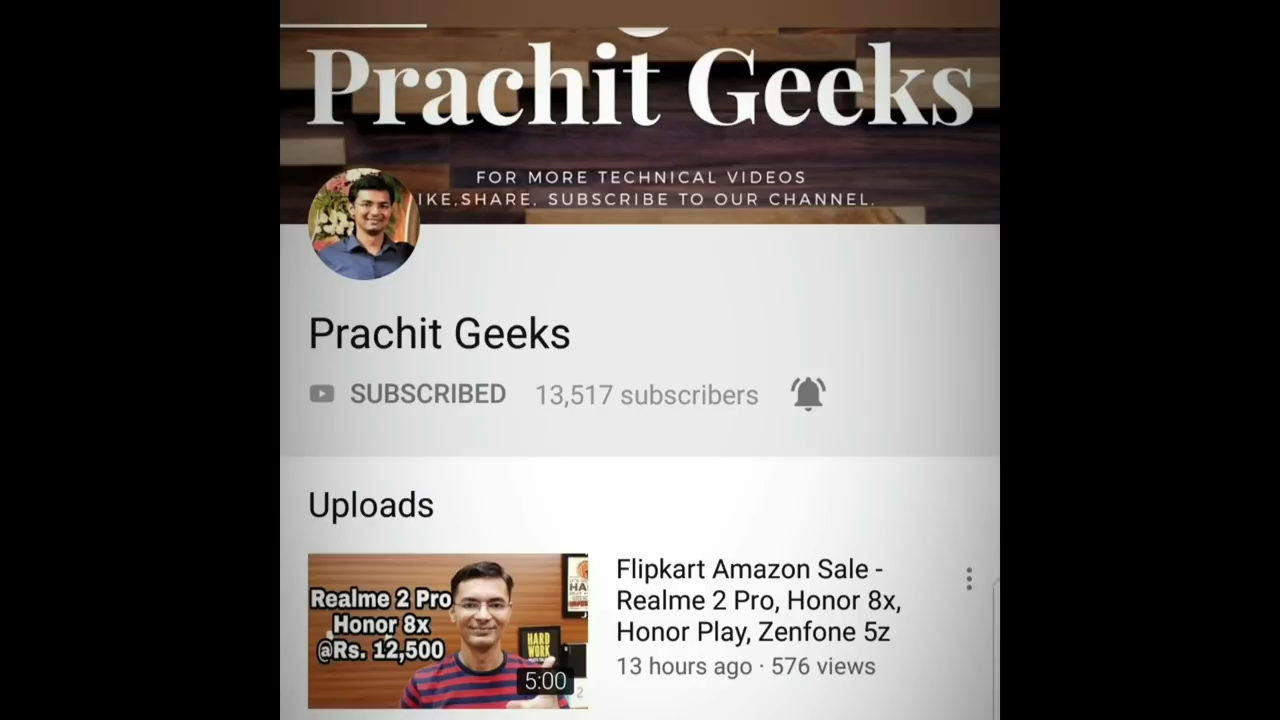 Prachit Geeks
FOR MORE TECHNICAL VIDEOS
IKE,SHARE, SUBSCRIBE TO OUR CHANNEL.
Prachit Geeks
SUBSCRIBED 13,517 subscribers
Uploads
Realme 2 Pro
Honor 8x
@Rs. 12,500
HARD
WORK
5:00
Flipkart Amazon Sale -
Realme 2 Pro, Honor 8x,
Honor Play, Zenfone 5z
13 hours ago · 576 views